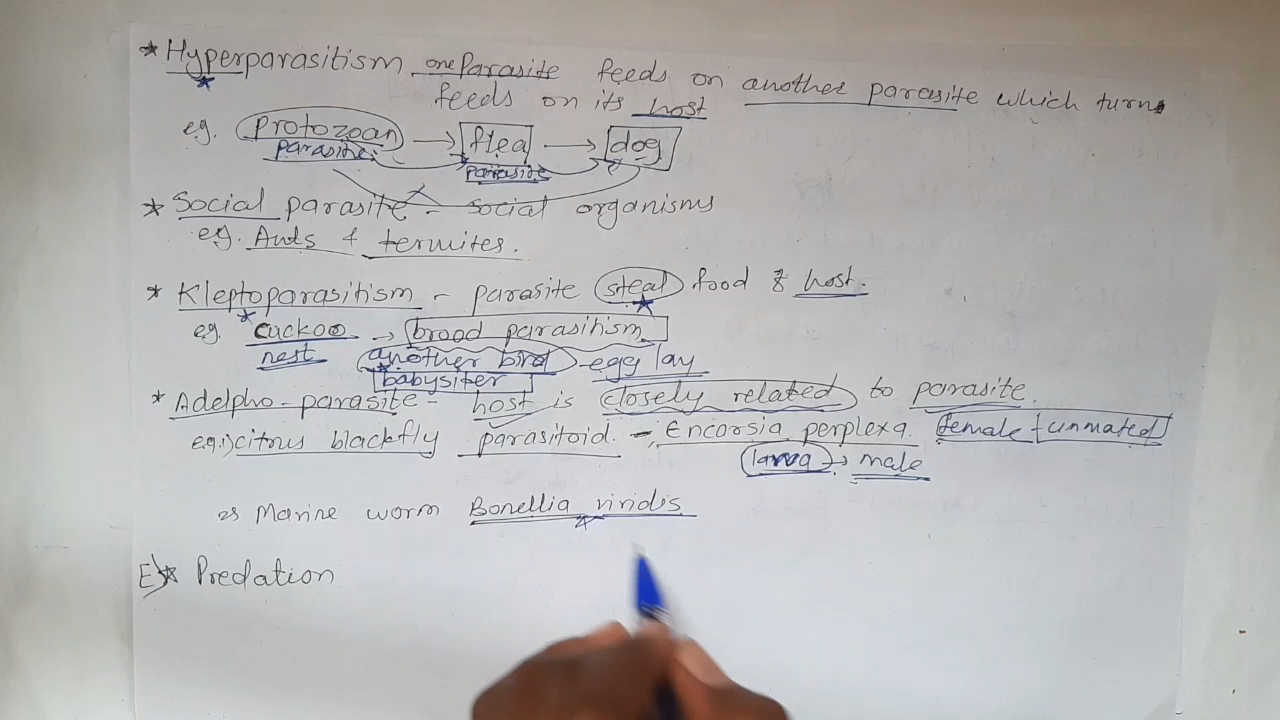 * Hyperparasitism one Parasite feeds on another parasite which turns
feeds on its host
eg. Protozoan → flea → dog
parasite parasite
* Social parasite - social organisms
eg. Ants & termites.
* Kleptoparasitism - parasite steal food & host.
eg. cuckoo → brood parasitism
nest another bird egg lay
babysiter
* Adelpho-parasite - host is closely related to parasite.
eg. 1) citrus blackfly parasitoid - Encarsia perplexa. female unmated
larva → male
2) Marine worm Bonellia viridis
E) * Predation